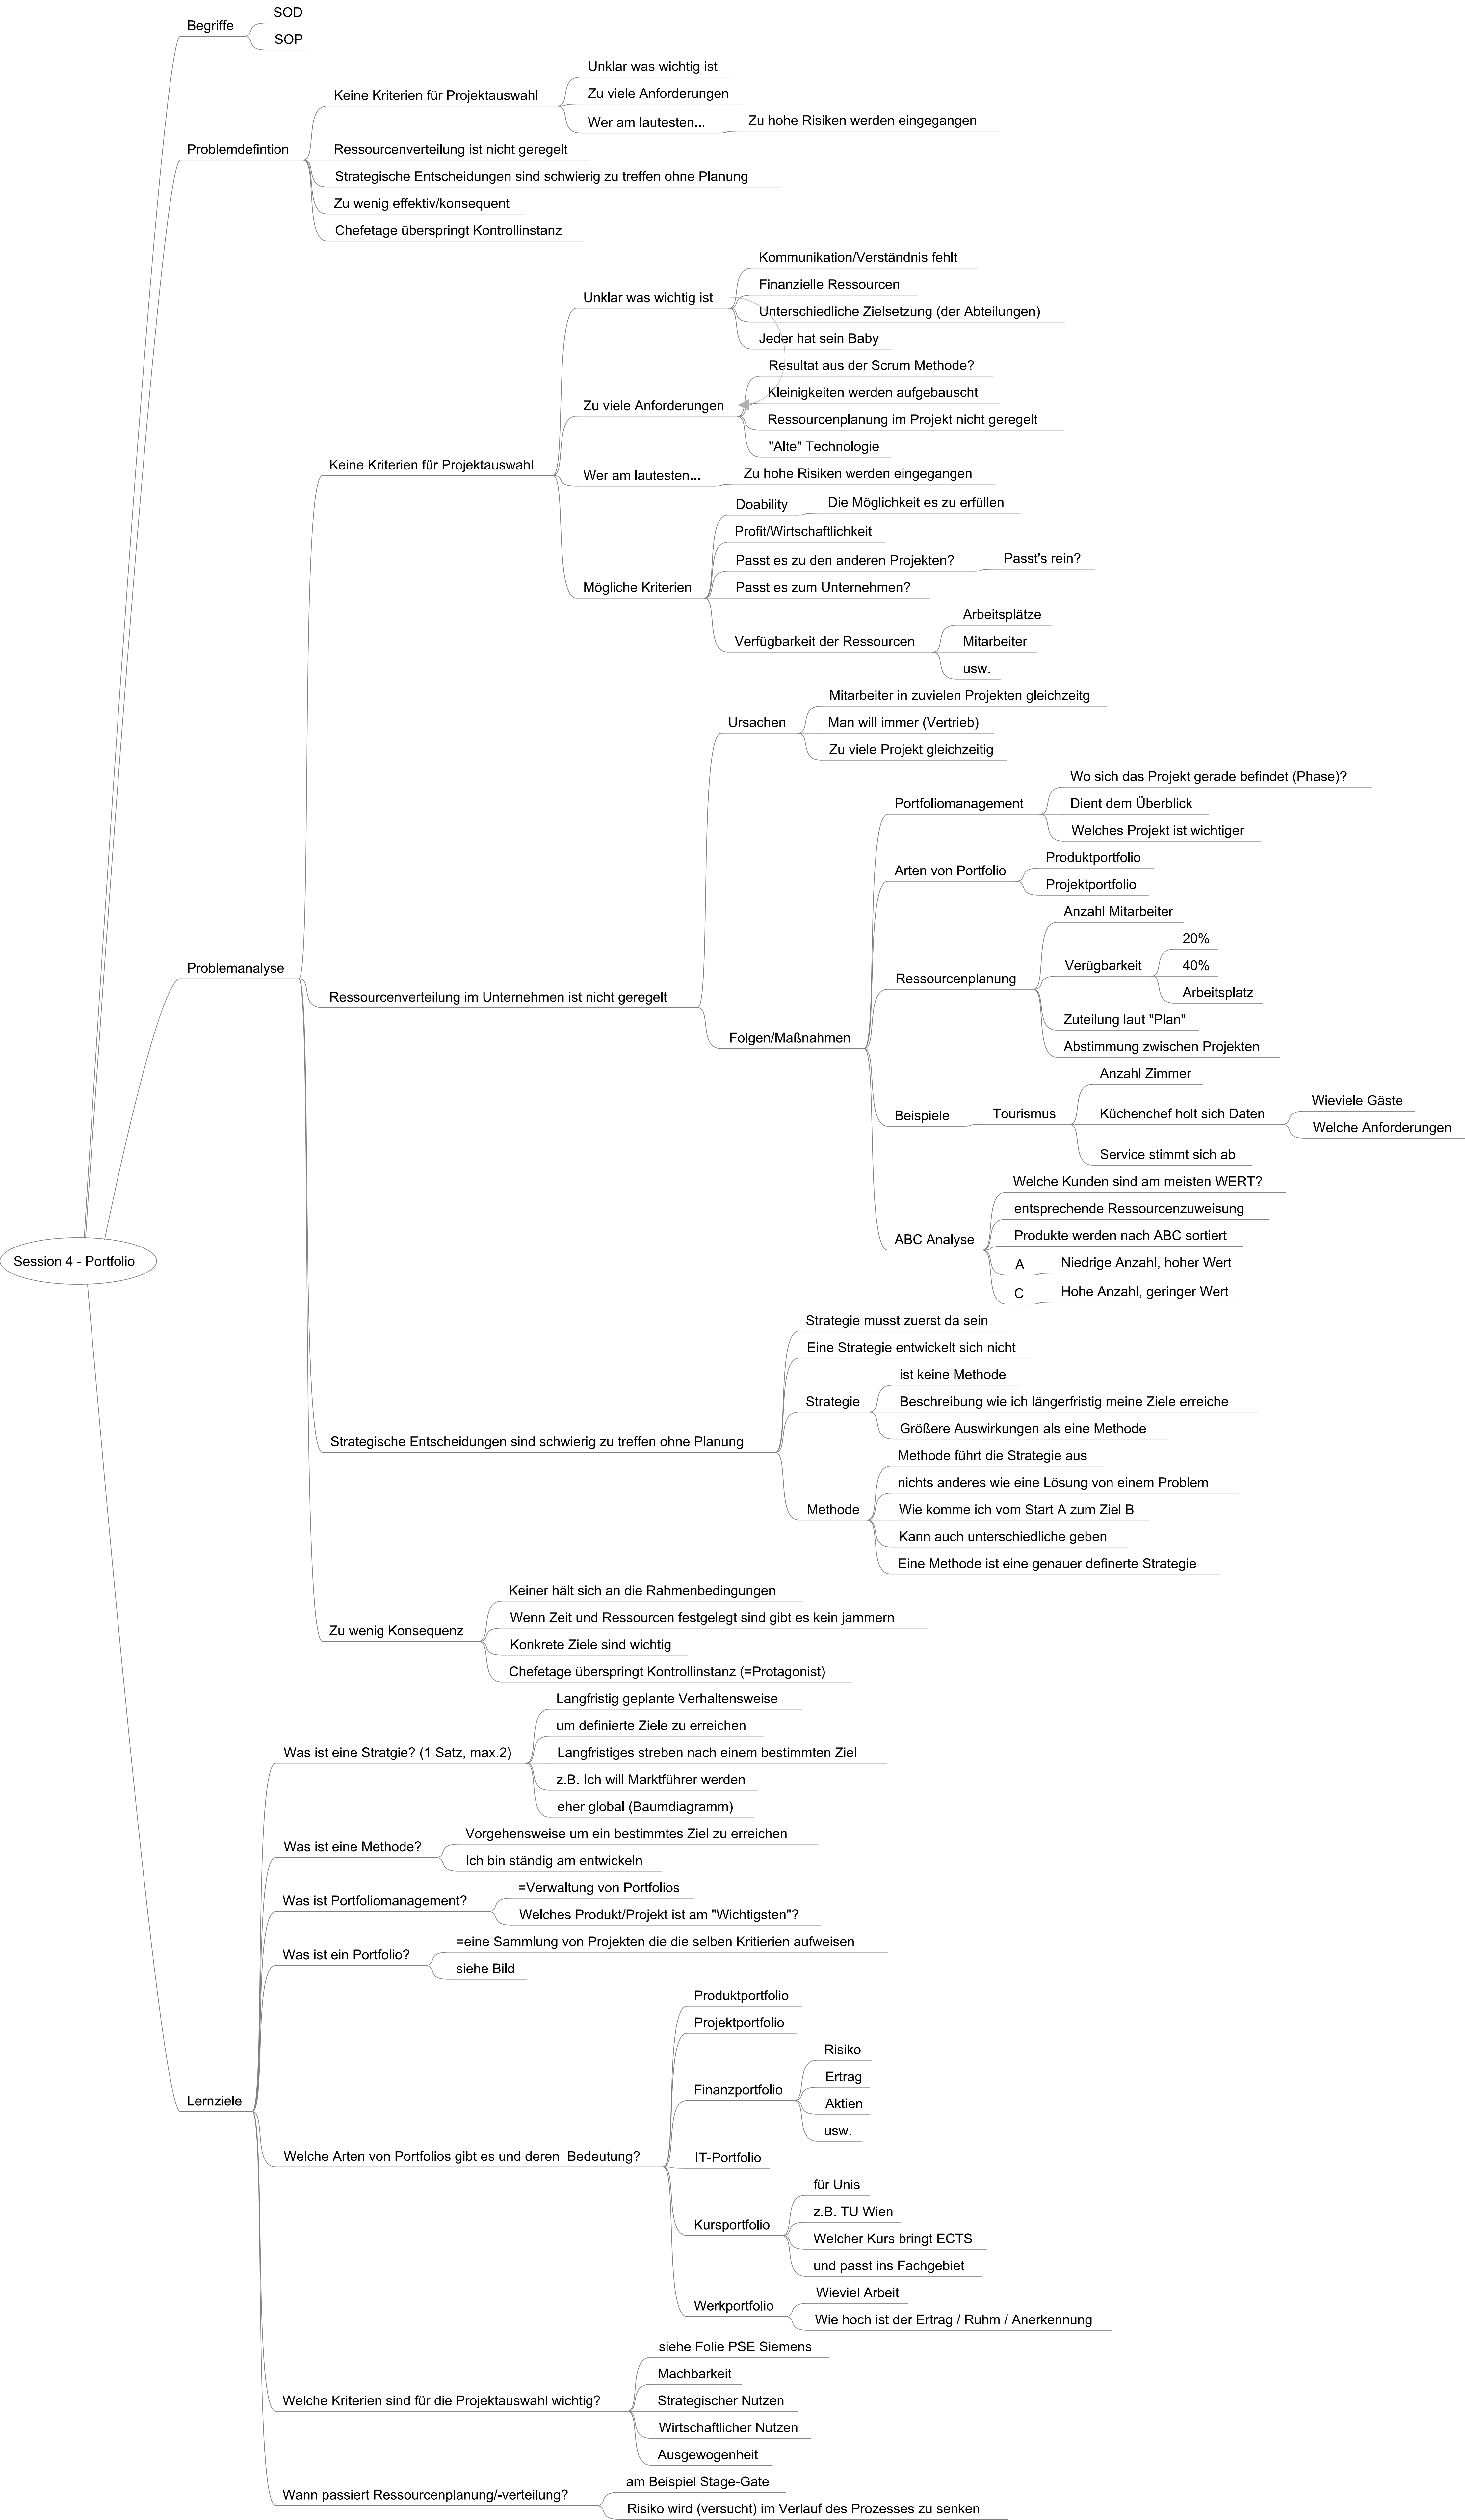 SOD
Begriffe
SOP
Unklar was wichtig ist
Keine Kriterien für Projektauswahl
Zu viele Anforderungen
Wer am lautesten...
Zu hohe Risiken werden eingegangen
Problemdefintion
Ressourcenverteilung ist nicht geregelt
Strategische Entscheidungen sind schwierig zu treffen ohne Planung
Zu wenig effektiv/konsequent
Chefetage überspringt Kontrollinstanz
Kommunikation/Verständnis fehlt
Finanzielle Ressourcen
Unklar was wichtig ist
Unterschiedliche Zielsetzung (der Abteilungen)
Jeder hat sein Baby
Resultat aus der Scrum Methode?
Kleinigkeiten werden aufgebauscht
Zu viele Anforderungen
Ressourcenplanung im Projekt nicht geregelt
"Alte" Technologie
Keine Kriterien für Projektauswahl
Wer am lautesten...
Zu hohe Risiken werden eingegangen
Doability
Die Möglichkeit es zu erfüllen
Profit/Wirtschaftlichkeit
Passt es zu den anderen Projekten?
Passt's rein?
Mögliche Kriterien
Passt es zum Unternehmen?
Arbeitsplätze
Verfügbarkeit der Ressourcen
Mitarbeiter
usw.
Mitarbeiter in zuvielen Projekten gleichzeitg
Ursachen
Man will immer (Vertrieb)
Zu viele Projekt gleichzeitig
Wo sich das Projekt gerade befindet (Phase)?
Portfoliomanagement
Dient dem Überblick
Welches Projekt ist wichtiger
Produktportfolio
Arten von Portfolio
Projektportfolio
Anzahl Mitarbeiter
20%
Problemanalyse
Verügbarkeit
40%
Ressourcenplanung
Arbeitsplatz
Ressourcenverteilung im Unternehmen ist nicht geregelt
Zuteilung laut "Plan"
Folgen/Maßnahmen
Abstimmung zwischen Projekten
Anzahl Zimmer
Wieviele Gäste
Beispiele
Tourismus
Küchenchef holt sich Daten
Welche Anforderungen
Service stimmt sich ab
Welche Kunden sind am meisten WERT?
entsprechende Ressourcenzuweisung
ABC Analyse
Produkte werden nach ABC sortiert
Session 4 - Portfolio
A
Niedrige Anzahl, hoher Wert
C
Hohe Anzahl, geringer Wert
Strategie musst zuerst da sein
Eine Strategie entwickelt sich nicht
ist keine Methode
Strategie
Beschreibung wie ich längerfristig meine Ziele erreiche
Größere Auswirkungen als eine Methode
Strategische Entscheidungen sind schwierig zu treffen ohne Planung
Methode führt die Strategie aus
nichts anderes wie eine Lösung von einem Problem
Methode
Wie komme ich vom Start A zum Ziel B
Kann auch unterschiedliche geben
Eine Methode ist eine genauer definerte Strategie
Keiner hält sich an die Rahmenbedingungen
Wenn Zeit und Ressourcen festgelegt sind gibt es kein jammern
Zu wenig Konsequenz
Konkrete Ziele sind wichtig
Chefetage überspringt Kontrollinstanz (=Protagonist)
Langfristig geplante Verhaltensweise
um definierte Ziele zu erreichen
Was ist eine Stratgie? (1 Satz, max.2)
Langfristiges streben nach einem bestimmten Ziel
z.B. Ich will Marktführer werden
eher global (Baumdiagramm)
Vorgehensweise um ein bestimmtes Ziel zu erreichen
Was ist eine Methode?
Ich bin ständig am entwickeln
=Verwaltung von Portfolios
Was ist Portfoliomanagement?
Welches Produkt/Projekt ist am "Wichtigsten"?
=eine Sammlung von Projekten die die selben Kritierien aufweisen
Was ist ein Portfolio?
siehe Bild
Produktportfolio
Projektportfolio
Risiko
Ertrag
Finanzportfolio
Lernziele
Aktien
usw.
Welche Arten von Portfolios gibt es und deren  Bedeutung?
IT-Portfolio
für Unis
z.B. TU Wien
Kursportfolio
Welcher Kurs bringt ECTS
und passt ins Fachgebiet
Wieviel Arbeit
Werkportfolio
Wie hoch ist der Ertrag / Ruhm / Anerkennung
siehe Folie PSE Siemens
Machbarkeit
Welche Kriterien sind für die Projektauswahl wichtig?
Strategischer Nutzen
Wirtschaftlicher Nutzen
Ausgewogenheit
am Beispiel Stage-Gate
Wann passiert Ressourcenplanung/-verteilung?
Risiko wird (versucht) im Verlauf des Prozesses zu senken